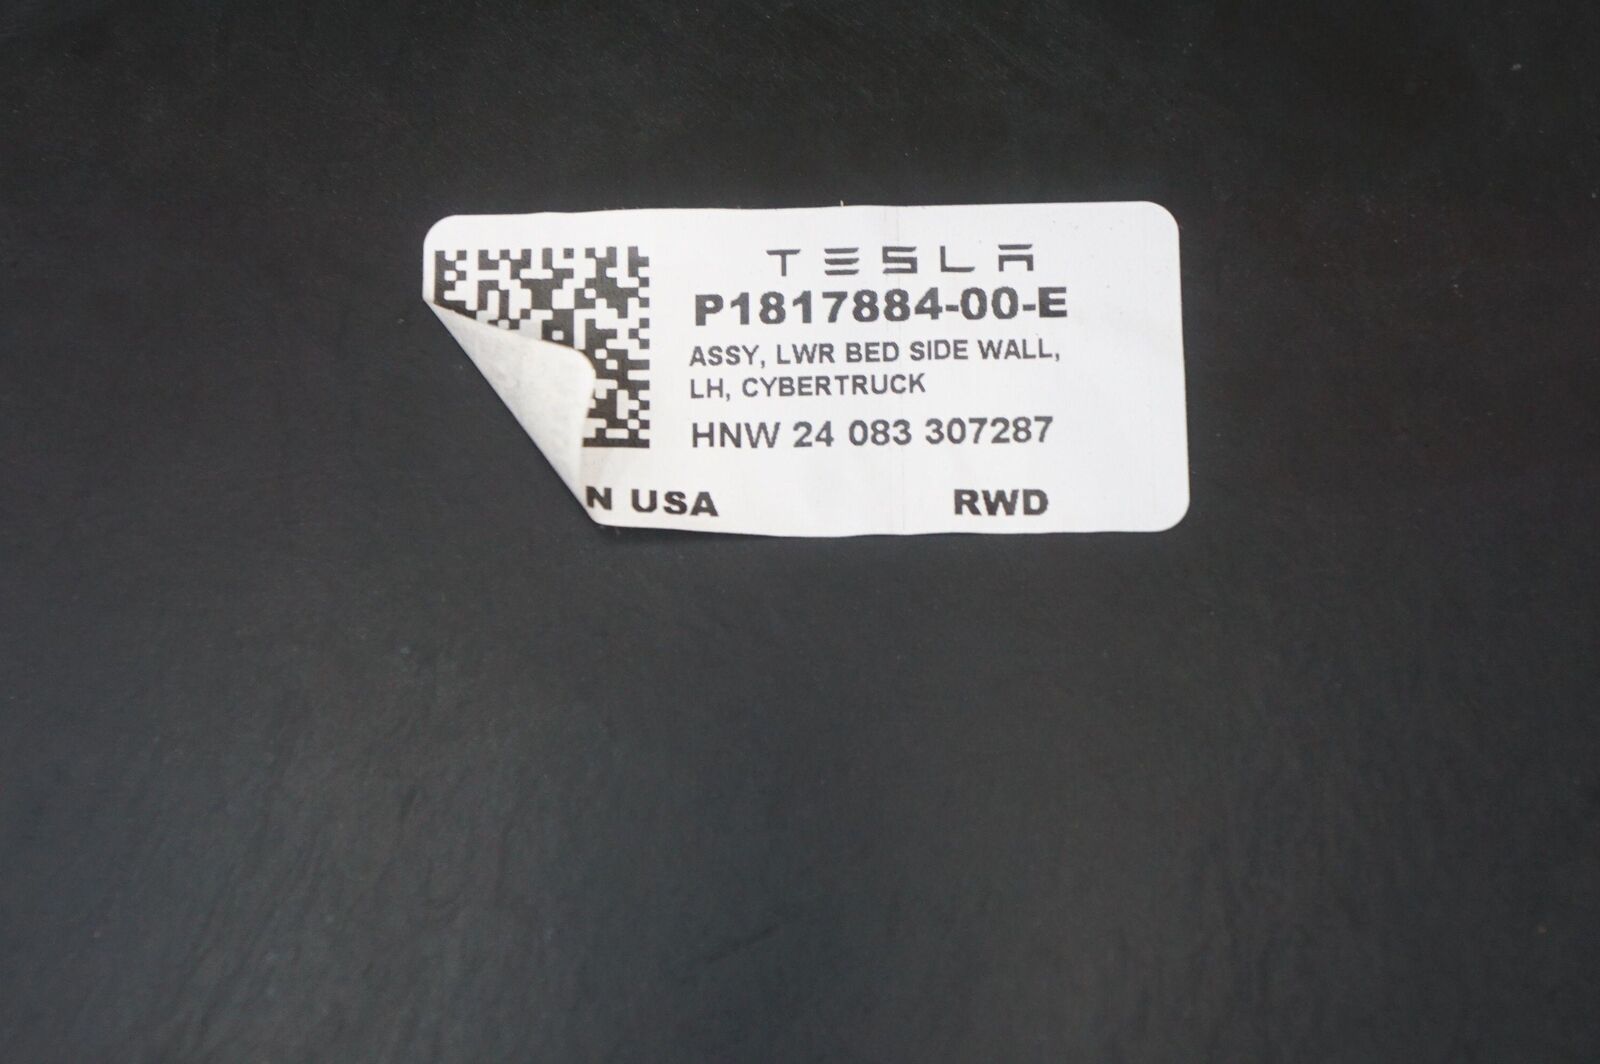 TESLA
P1817884-00-E
ASSY, LWR BED SIDE WALL,
LH, CYBERTRUCK
HNW 24 083 307287
N USA RWD